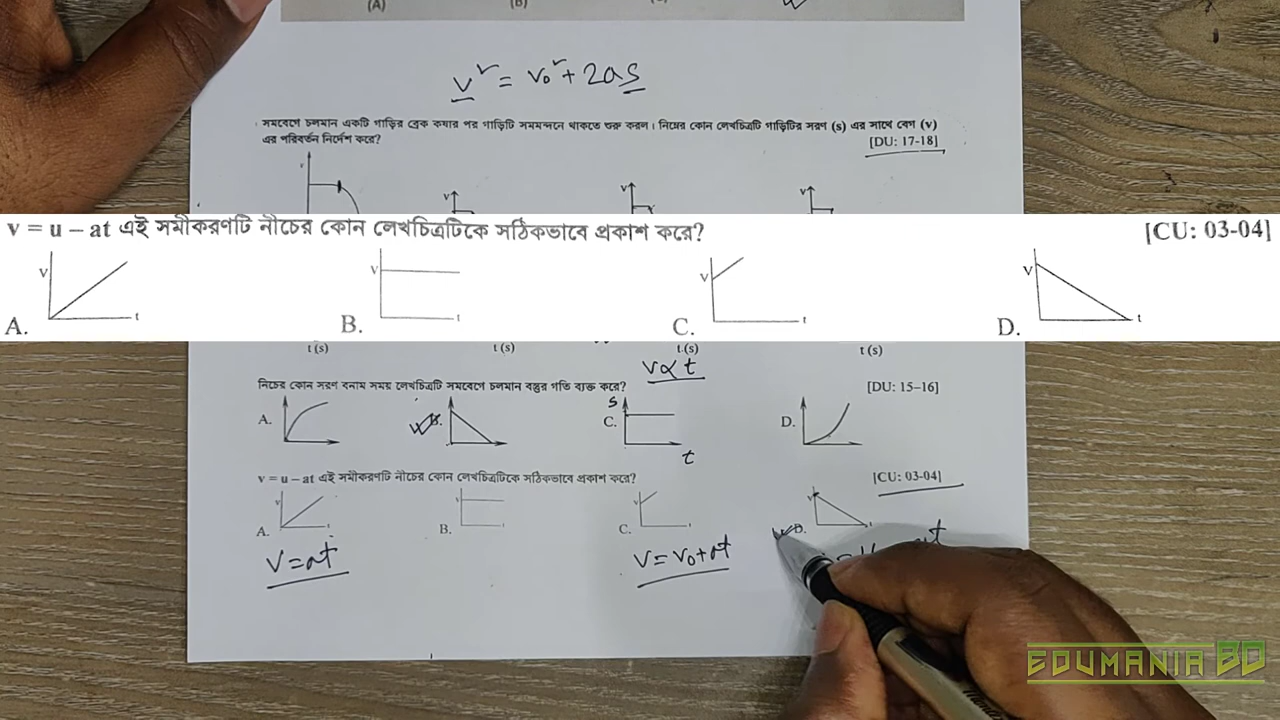 (A)
(B)
v² = v₀² + 2as
সমবেগে চলমান একটি গাড়ির ব্রেক কষার পর গাড়িটি সমমন্দনে থাকতে শুরু করল। নিম্নের কোন লেখচিত্রটি গাড়িটির সরণ (s) এর সাথে বেগ (v)
এর পরিবর্তন নির্দেশ করে?
[DU: 17-18]
v
v
v
v = u – at এই সমীকরণটি নীচের কোন লেখচিত্রটিকে সঠিকভাবে প্রকাশ করে?
[CU: 03-04]
A. v t
B. v t
C. v t
D. v t
t (s)
t (s)
t (s)
t (s)
v∝t
নিচের কোন সরণ বনাম সময় লেখচিত্রটি সমবেগে চলমান বস্তুর গতি ব্যক্ত করে?
[DU: 15–16]
A.
B.
C. s t
D.
v = u – at এই সমীকরণটি নীচের কোন লেখচিত্রটিকে সঠিকভাবে প্রকাশ করে?
[CU: 03-04]
A. v t
B. v t
C. v t
D. v t
v=at
v=v₀+at
EDUMANIA BD